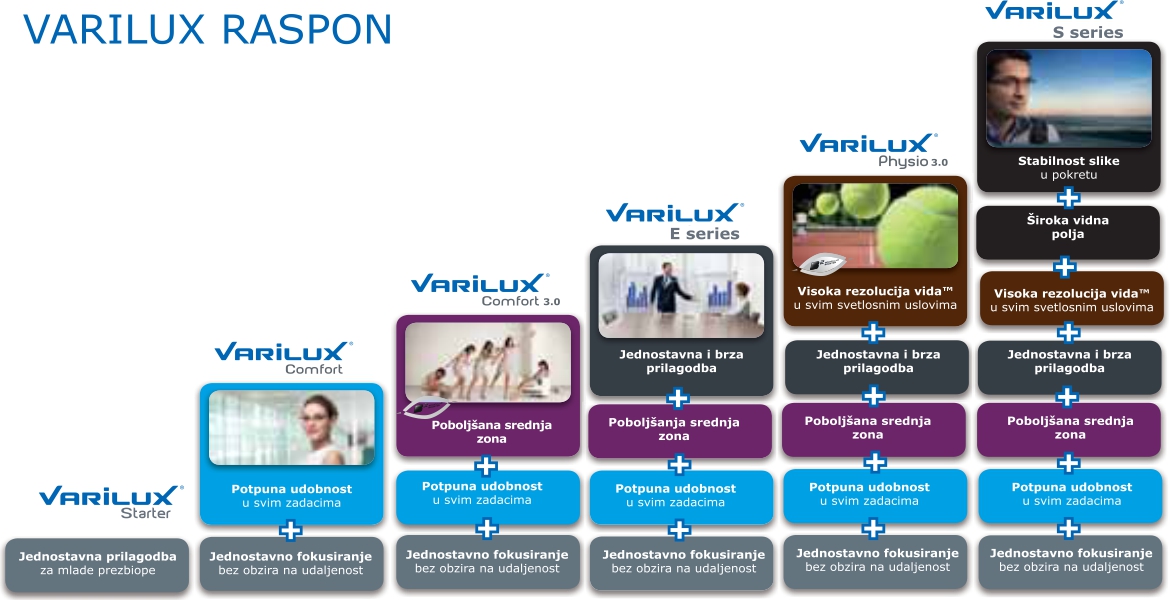 VARILUX RASPON
VARILUX®
Starter
Jednostavna prilagodba
za mlade prezbiope
VARILUX®
Comfort
Potpuna udobnost
u svim zadacima
Jednostavno fokusiranje
bez obzira na udaljenost
VARILUX®
Comfort 3.0
Poboljšana srednja
zona
Potpuna udobnost
u svim zadacima
Jednostavno fokusiranje
bez obzira na udaljenost
VARILUX®
E series
Jednostavna i brza
prilagodba
Poboljšanja srednja
zona
Potpuna udobnost
u svim zadacima
Jednostavno fokusiranje
bez obzira na udaljenost
VARILUX®
Physio 3.0
Visoka rezolucija vida™
u svim svetlosnim uslovima
Jednostavna i brza
prilagodba
Poboljšana srednja
zona
Potpuna udobnost
u svim zadacima
Jednostavno fokusiranje
bez obzira na udaljenost
VARILUX®
S series
Stabilnost slike
u pokretu
Široka vidna
polja
Visoka rezolucija vida™
u svim svetlosnim uslovima
Jednostavna i brza
prilagodba
Poboljšana srednja
zona
Potpuna udobnost
u svim zadacima
Jednostavno fokusiranje
bez obzira na udaljenost